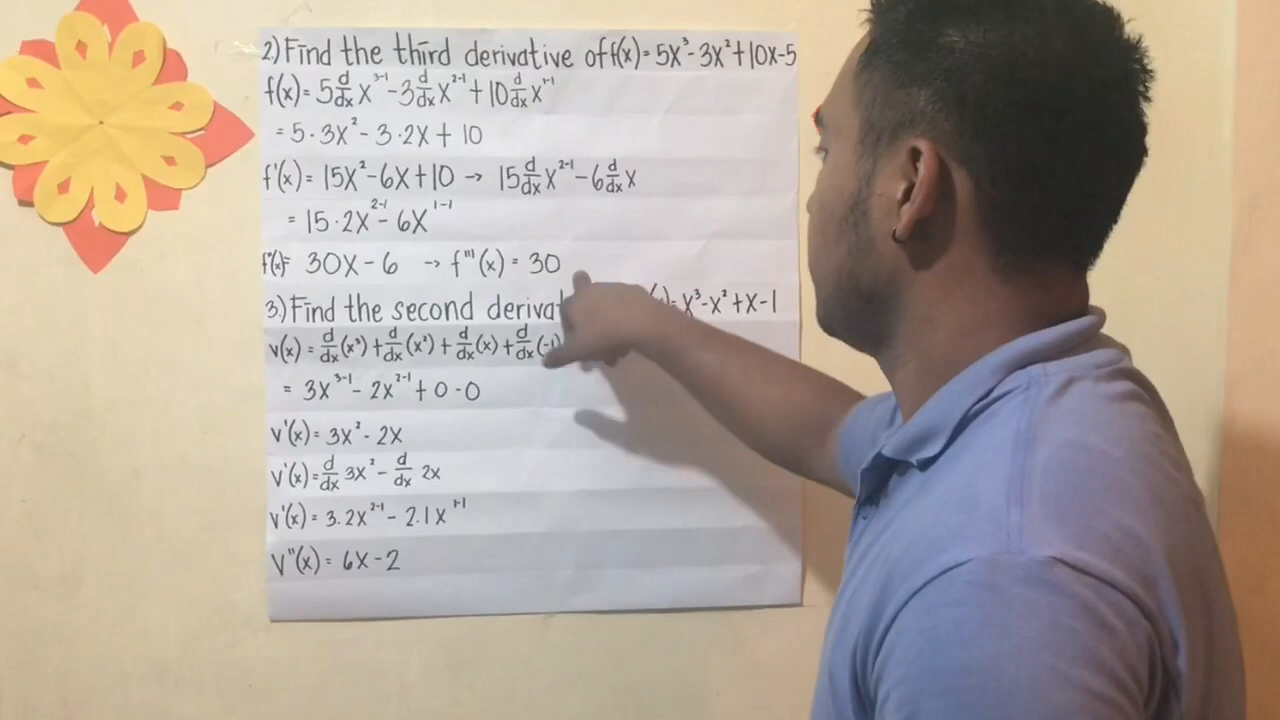 2) Find the third derivative of f(x) = 5x³ - 3x² + 10x - 5
f(x) = 5 d/dx x³⁻¹ - 3 d/dx x²⁻¹ + 10 d/dx x¹⁻¹
= 5 · 3x² - 3 · 2x + 10
f'(x) = 15x² - 6x + 10 → 15 d/dx x²⁻¹ - 6 d/dx x
= 15 · 2x²⁻¹ - 6x¹⁻¹
f''(x) = 30x - 6 → f'''(x) = 30
3.) Find the second (x) = x³ - x² + x - 1
v(x) = d/dx (x³) + d/dx (x²) + d/dx (x) + d/dx (-1)
= 3x³⁻¹ - 2x²⁻¹ + 0 - 0
v'(x) = 3x² - 2x
v'(x) = d/dx 3x² - d/dx 2x
v'(x) = 3.2x²⁻¹ - 2.1x¹⁻¹
v''(x) = 6x - 2